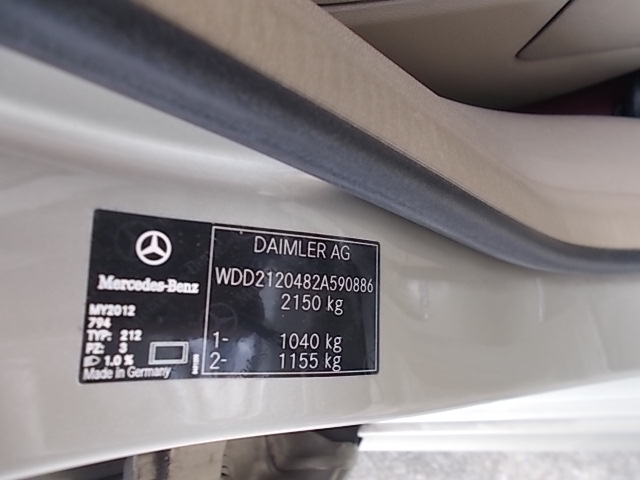 Mercedes-Benz
MY2012
794
TYP: 212
PZ: 3
1.0 %
Made in Germany
DAIMLER AG
WDD2120482A590886
2150 kg
1- 1040 kg
2- 1155 kg